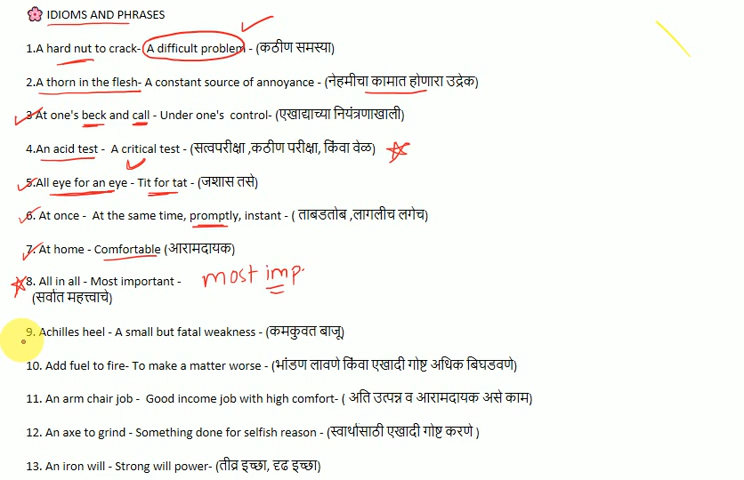 IDIOMS AND PHRASES
1.A hard nut to crack- A difficult problem - (कठीण समस्या)
2.A thorn in the flesh- A constant source of annoyance - (नेहमीचा कामात होणारा उद्रेक)
3 At one's beck and call - Under one's control- (एखाद्याच्या नियंत्रणाखाली)
4.An acid test - A critical test - (सत्वपरीक्षा ,कठीण परीक्षा, किंवा वेळ)
5.All eye for an eye - Tit for tat - (जशास तसे)
6. At once - At the same time, promptly, instant - ( ताबडतोब ,लागलीच लगेच)
7. At home - Comfortable (आरामदायक)
8. All in all - Most important - most imp.
(सर्वात महत्त्वाचे)
9. Achilles heel - A small but fatal weakness - (कमकुवत बाजू)
10. Add fuel to fire- To make a matter worse - (भांडण लावणे किंवा एखादी गोष्ट अधिक बिघडवणे)
11. An arm chair job - Good income job with high comfort- ( अति उत्पन्न व आरामदायक असे काम)
12. An axe to grind - Something done for selfish reason - (स्वार्थासाठी एखादी गोष्ट करणे )
13. An iron will - Strong will power- (तीव्र इच्छा, दृढ इच्छा)